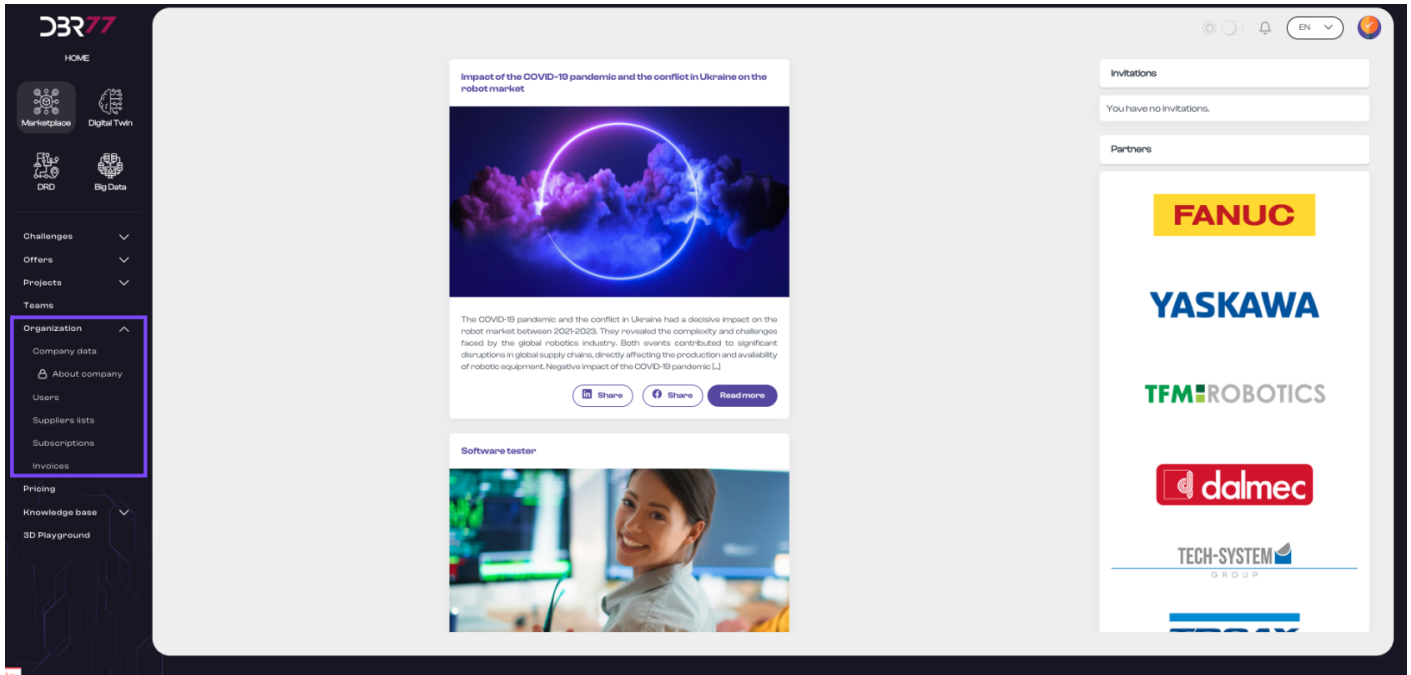 DBR77
HOME
Marketplace
Digital Twin
DRD
Big Data
Challenges
Offers
Projects
Teams
Organization
Company data
About company
Users
Suppliers lists
Subscriptions
Invoices
Pricing
Knowledge base
3D Playground
EN
Impact of the COVID-19 pandemic and the conflict in Ukraine on the
robot market
The COVID-19 pandemic and the conflict in Ukraine had a decisive impact on the
robot market between 2021-2023. They revealed the complexity and challenges
faced by the global robotics industry. Both events contributed to significant
disruptions in global supply chains, directly affecting the production and availability
of robotic equipment. Negative impact of the COVID-19 pandemic [...]
Share
Share
Read more
Software tester
Invitations
You have no invitations.
Partners
FANUC
YASKAWA
TFM ROBOTICS
dalmec
TECH-SYSTEM
GROUP